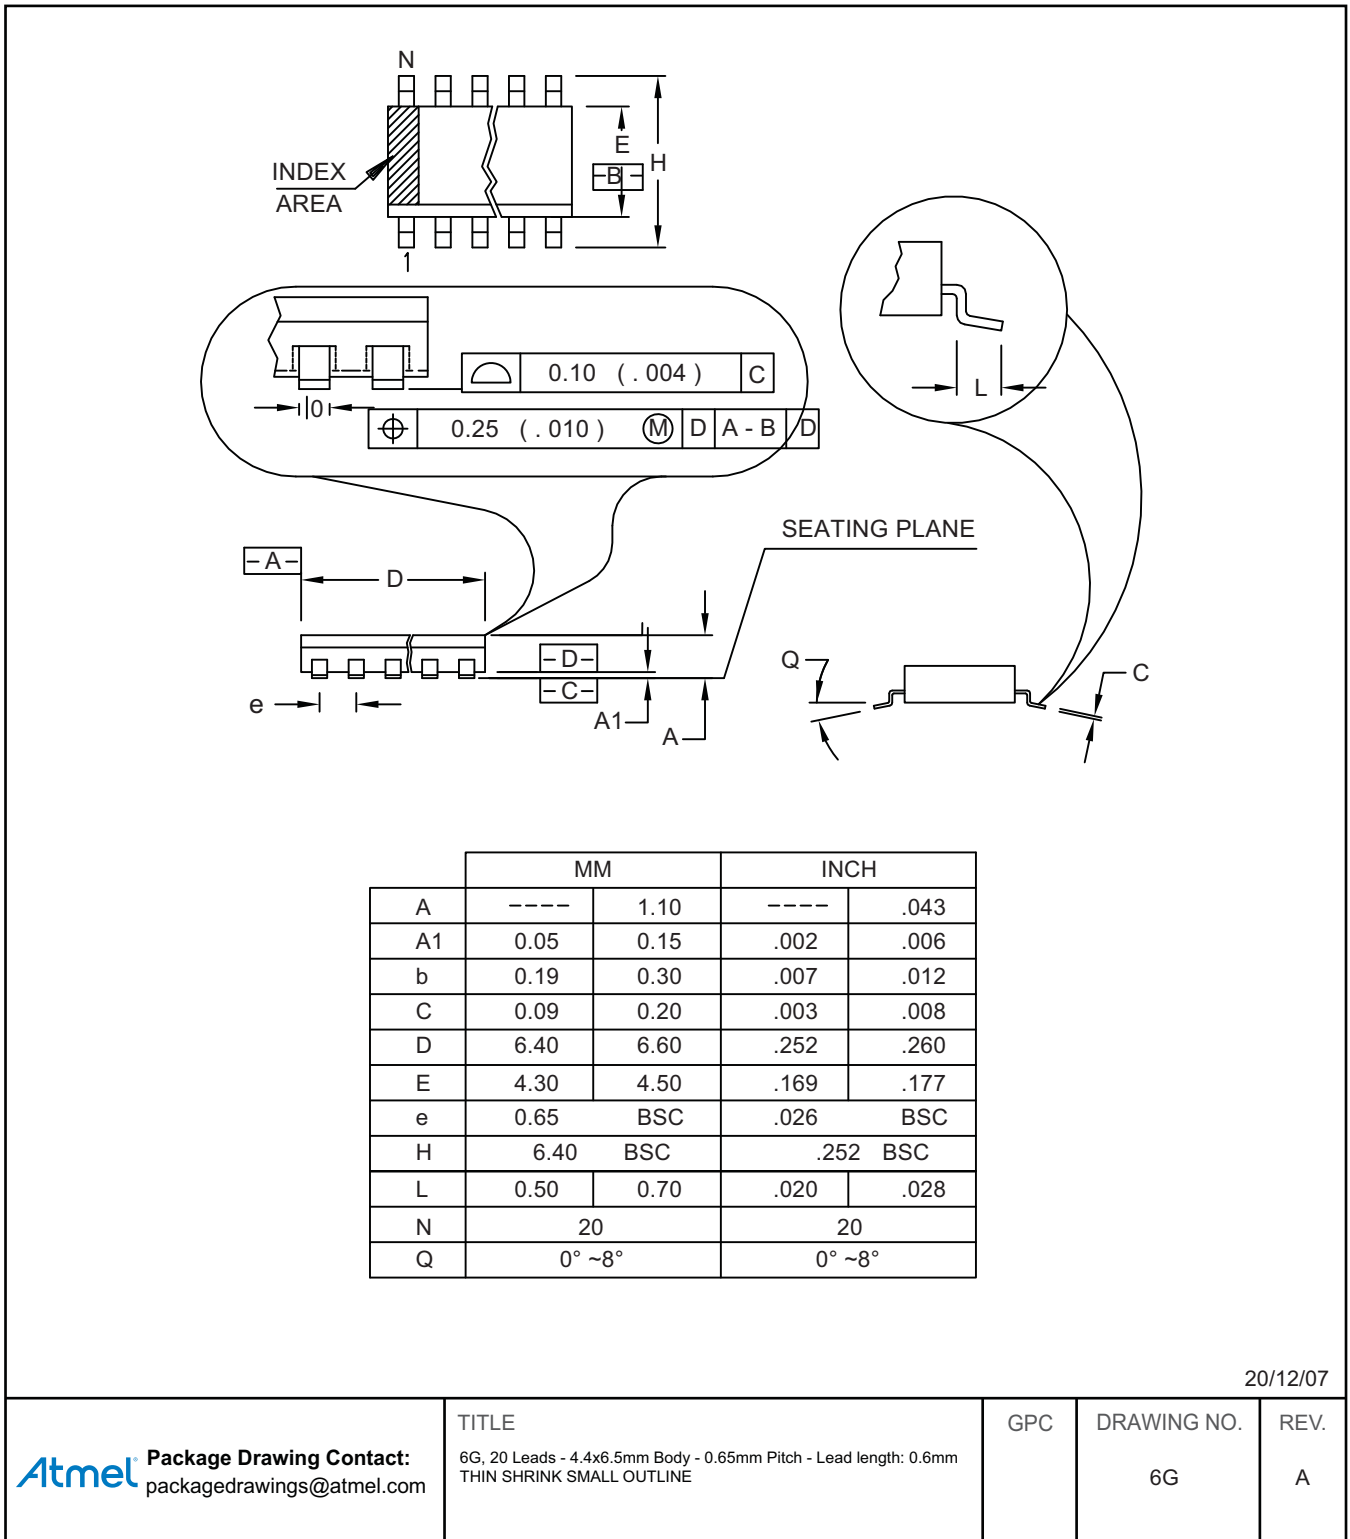 N
INDEX
AREA
E
H
-B-
1
0.10 ( . 004 ) C
0
0.25 ( . 010 ) M D A - B D
L
SEATING PLANE
-A-
D
-D-
-C-
e
A1
A
Q
C
MM INCH
A ---- 1.10 ---- .043
A1 0.05 0.15 .002 .006
b 0.19 0.30 .007 .012
C 0.09 0.20 .003 .008
D 6.40 6.60 .252 .260
E 4.30 4.50 .169 .177
e 0.65 BSC .026 BSC
H 6.40 BSC .252 BSC
L 0.50 0.70 .020 .028
N 20 20
Q 0° ~8° 0° ~8°
20/12/07
Atmel Package Drawing Contact:
packagedrawings@atmel.com
TITLE
6G, 20 Leads - 4.4x6.5mm Body - 0.65mm Pitch - Lead length: 0.6mm
THIN SHRINK SMALL OUTLINE
GPC
DRAWING NO.
6G
REV.
A